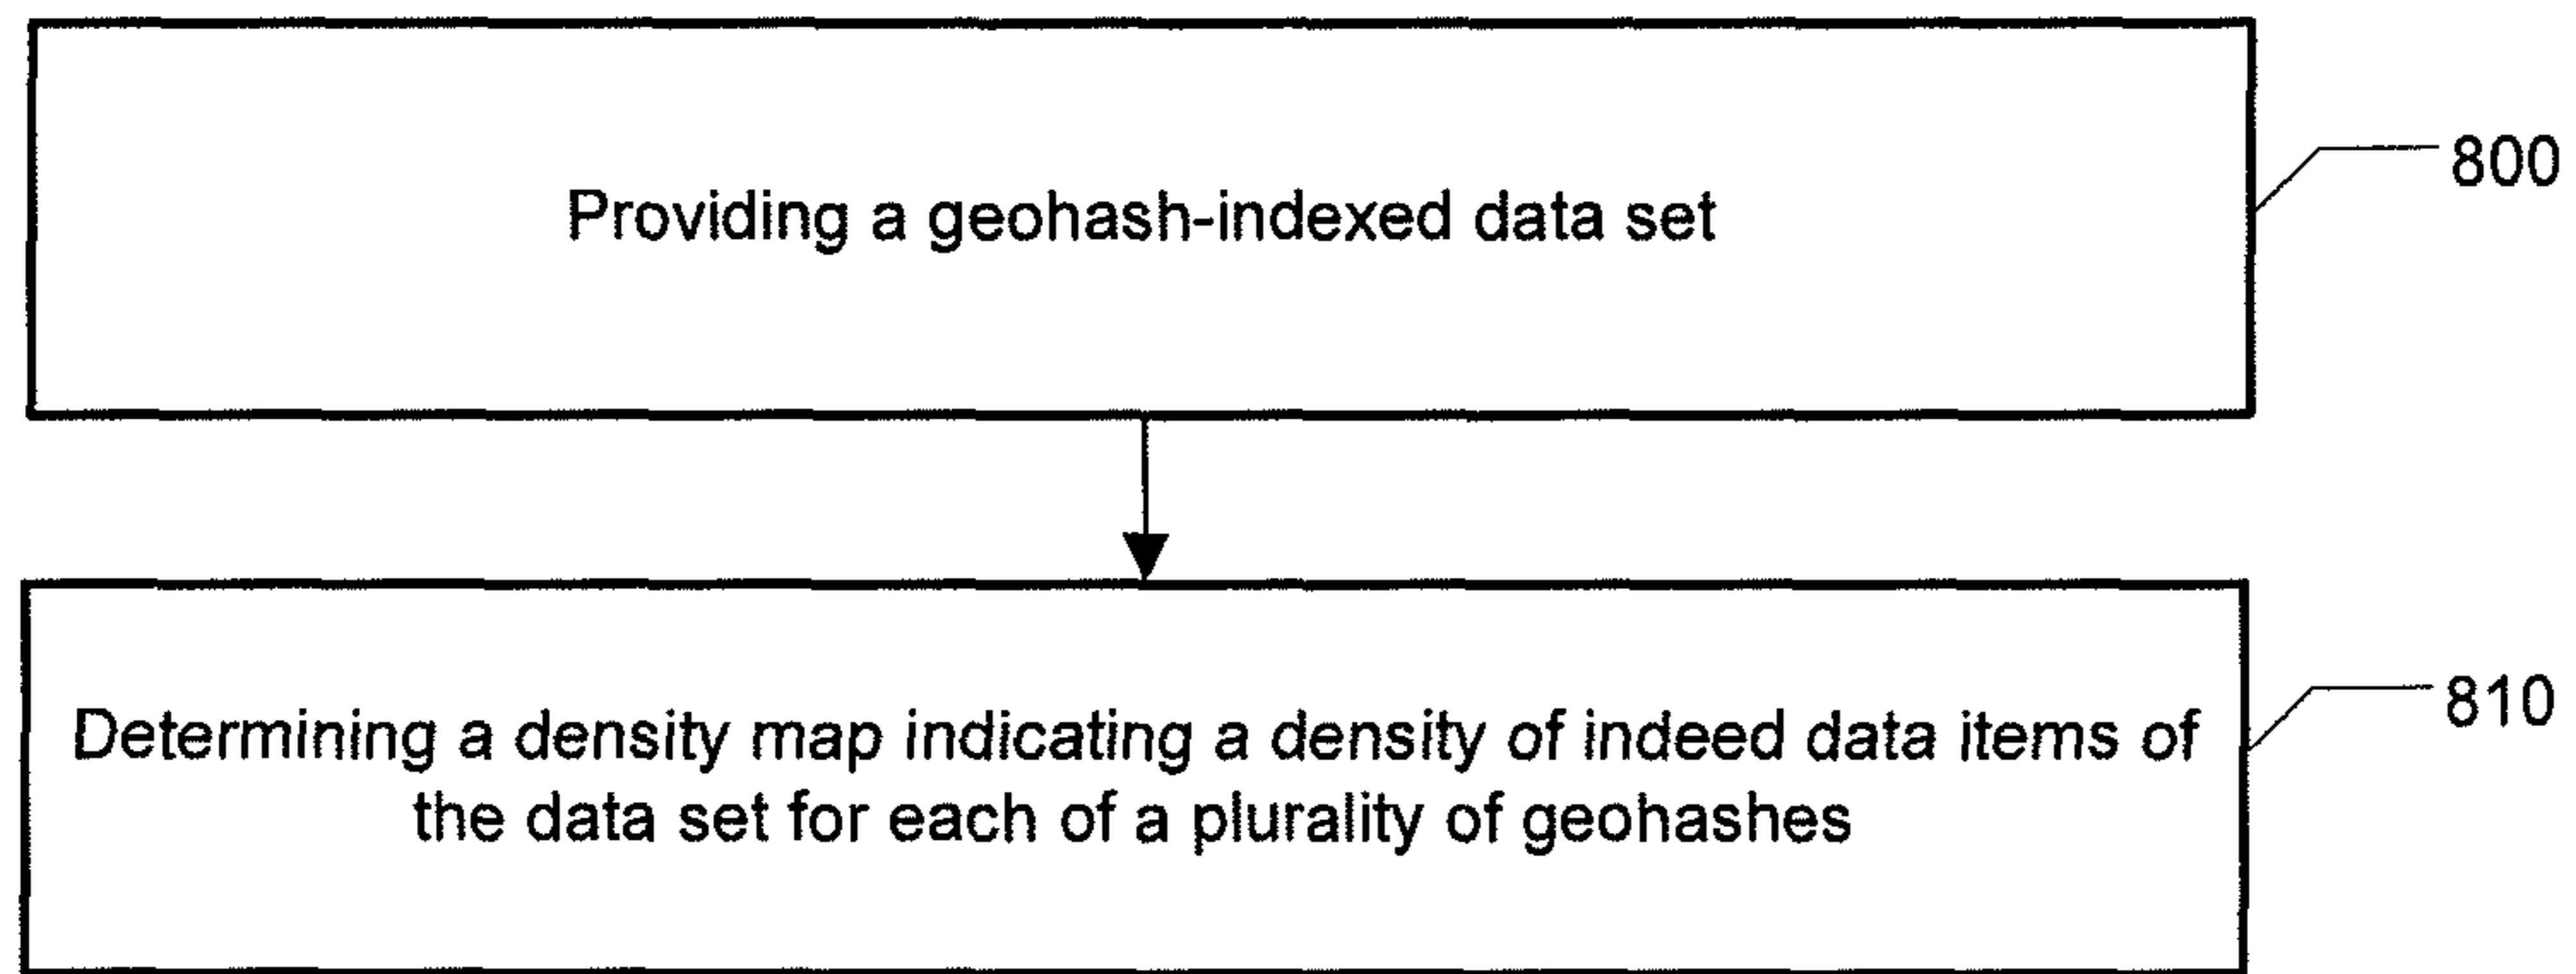 Providing a geohash-indexed data set
800
Determining a density map indicating a density of indeed data items of
the data set for each of a plurality of geohashes
810